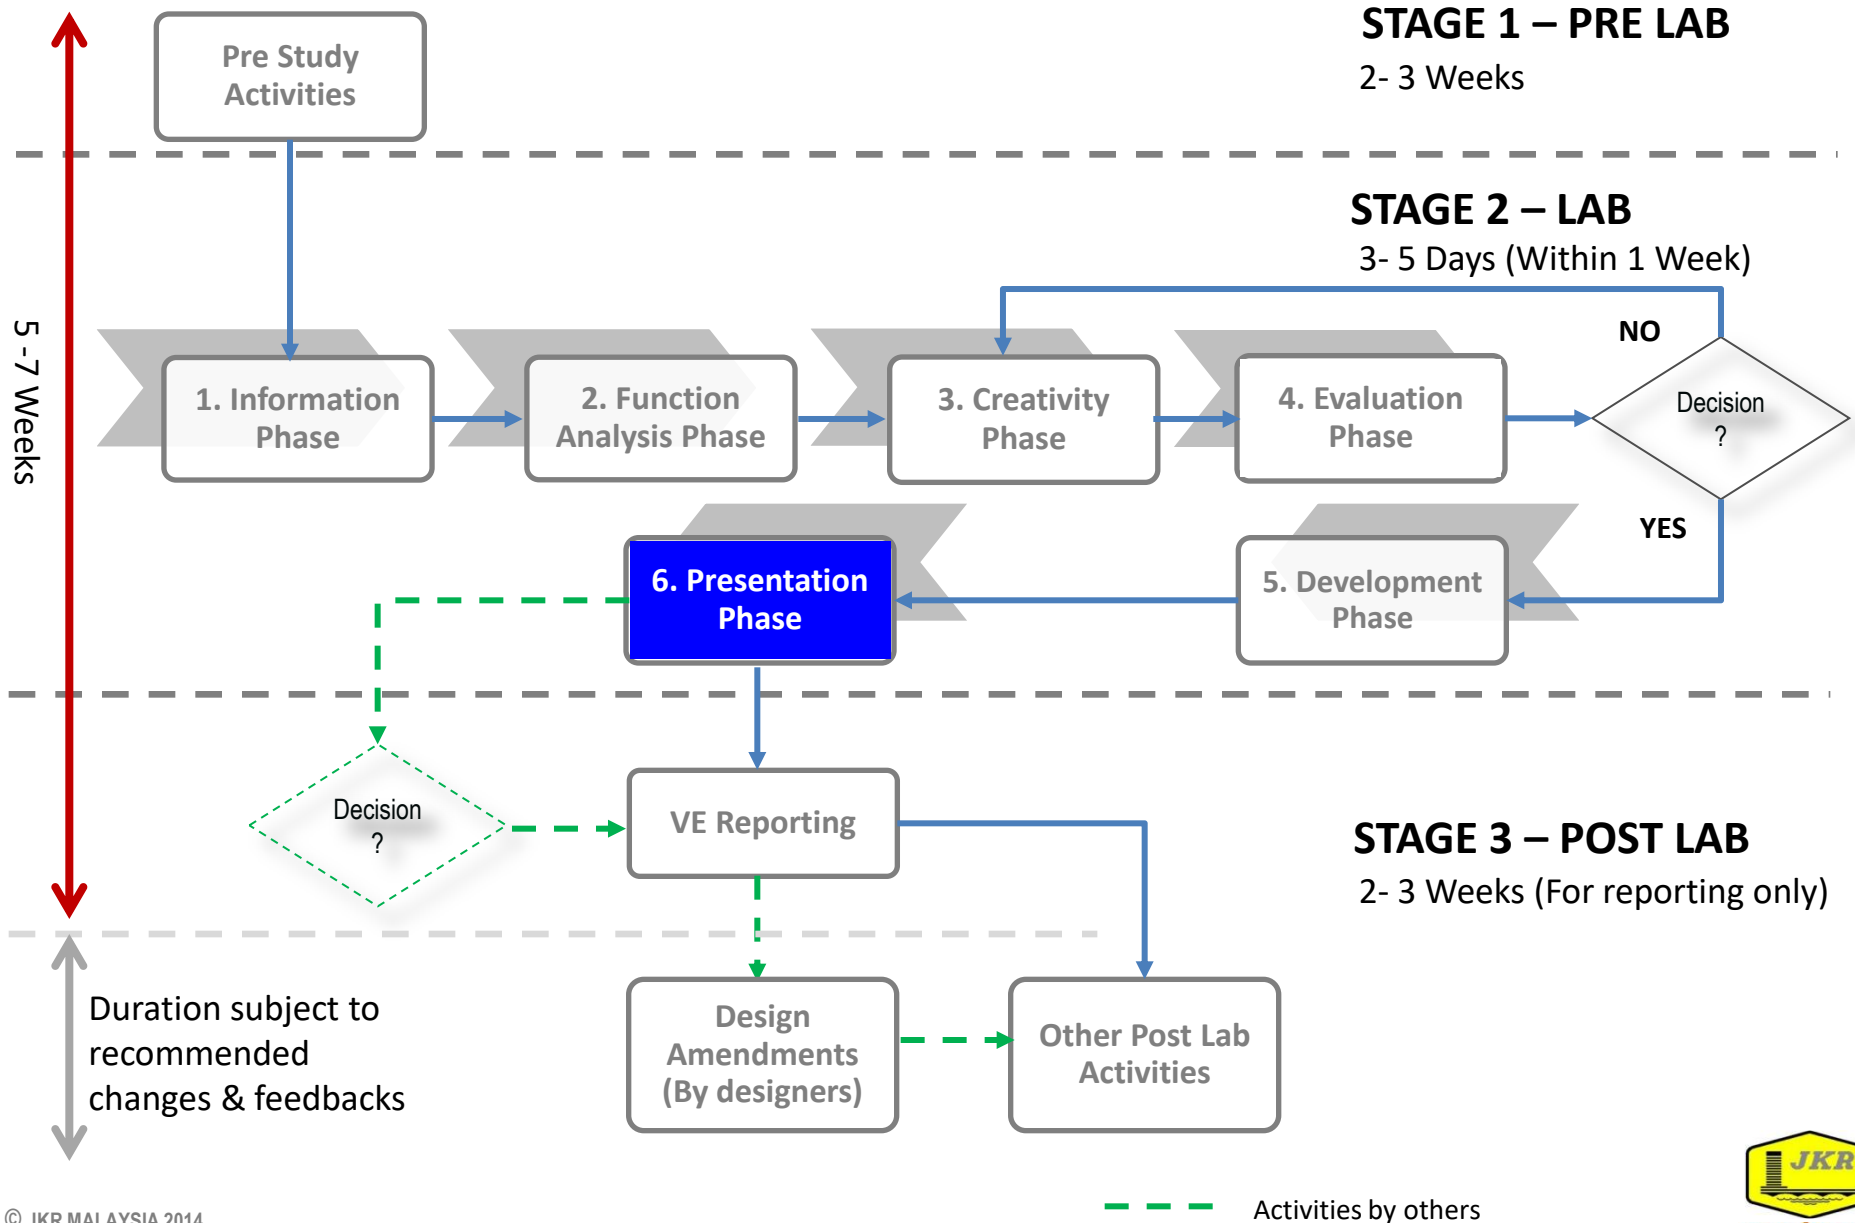 STAGE 1 – PRE LAB
2- 3 Weeks
Pre Study
Activities
STAGE 2 – LAB
3- 5 Days (Within 1 Week)
5 -7 Weeks
NO
1. Information
Phase
2. Function
Analysis Phase
3. Creativity
Phase
4. Evaluation
Phase
Decision
?
YES
6. Presentation
Phase
5. Development
Phase
Decision
?
VE Reporting
STAGE 3 – POST LAB
2- 3 Weeks (For reporting only)
Duration subject to
recommended
changes & feedbacks
Design
Amendments
(By designers)
Other Post Lab
Activities
JKR
Activities by others
© JKR MALAYSIA 2014